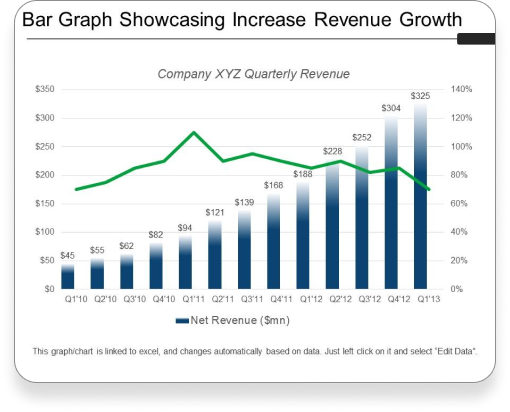 Bar Graph Showcasing Increase Revenue Growth
Company XYZ Quarterly Revenue
$350 140%
$300 120%
$250 100%
$200 80%
$150 60%
$100 40%
$50 20%
$0 0%
$45 $55 $62 $82 $94 $121 $139 $168 $188 $228 $252 $304 $325
Q1'10 Q2'10 Q3'10 Q4'10 Q1'11 Q2'11 Q3'11 Q4'11 Q1'12 Q2'12 Q3'12 Q4'12 Q1'13
Net Revenue ($mn)
This graph/chart is linked to excel, and changes automatically based on data. Just left click on it and select "Edit Data".